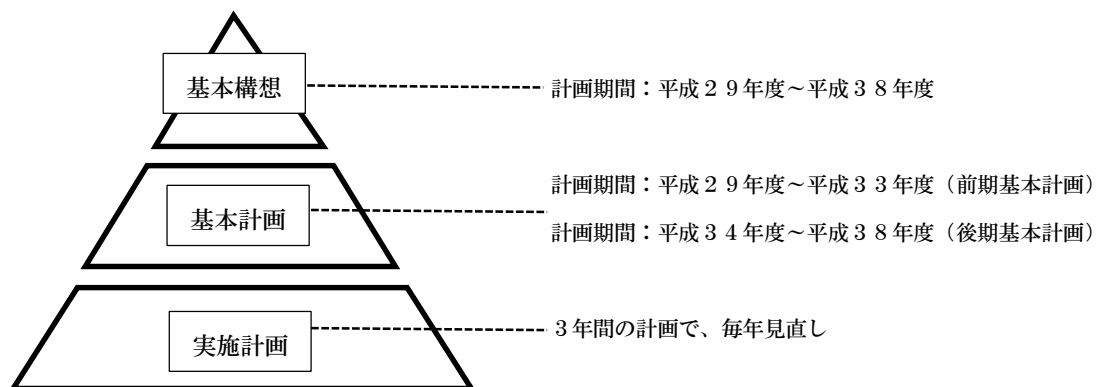 基本構想
計画期間：平成２９年度～平成３８年度
基本計画
計画期間：平成２９年度～平成３３年度（前期基本計画）
計画期間：平成３４年度～平成３８年度（後期基本計画）
実施計画
３年間の計画で、毎年見直し